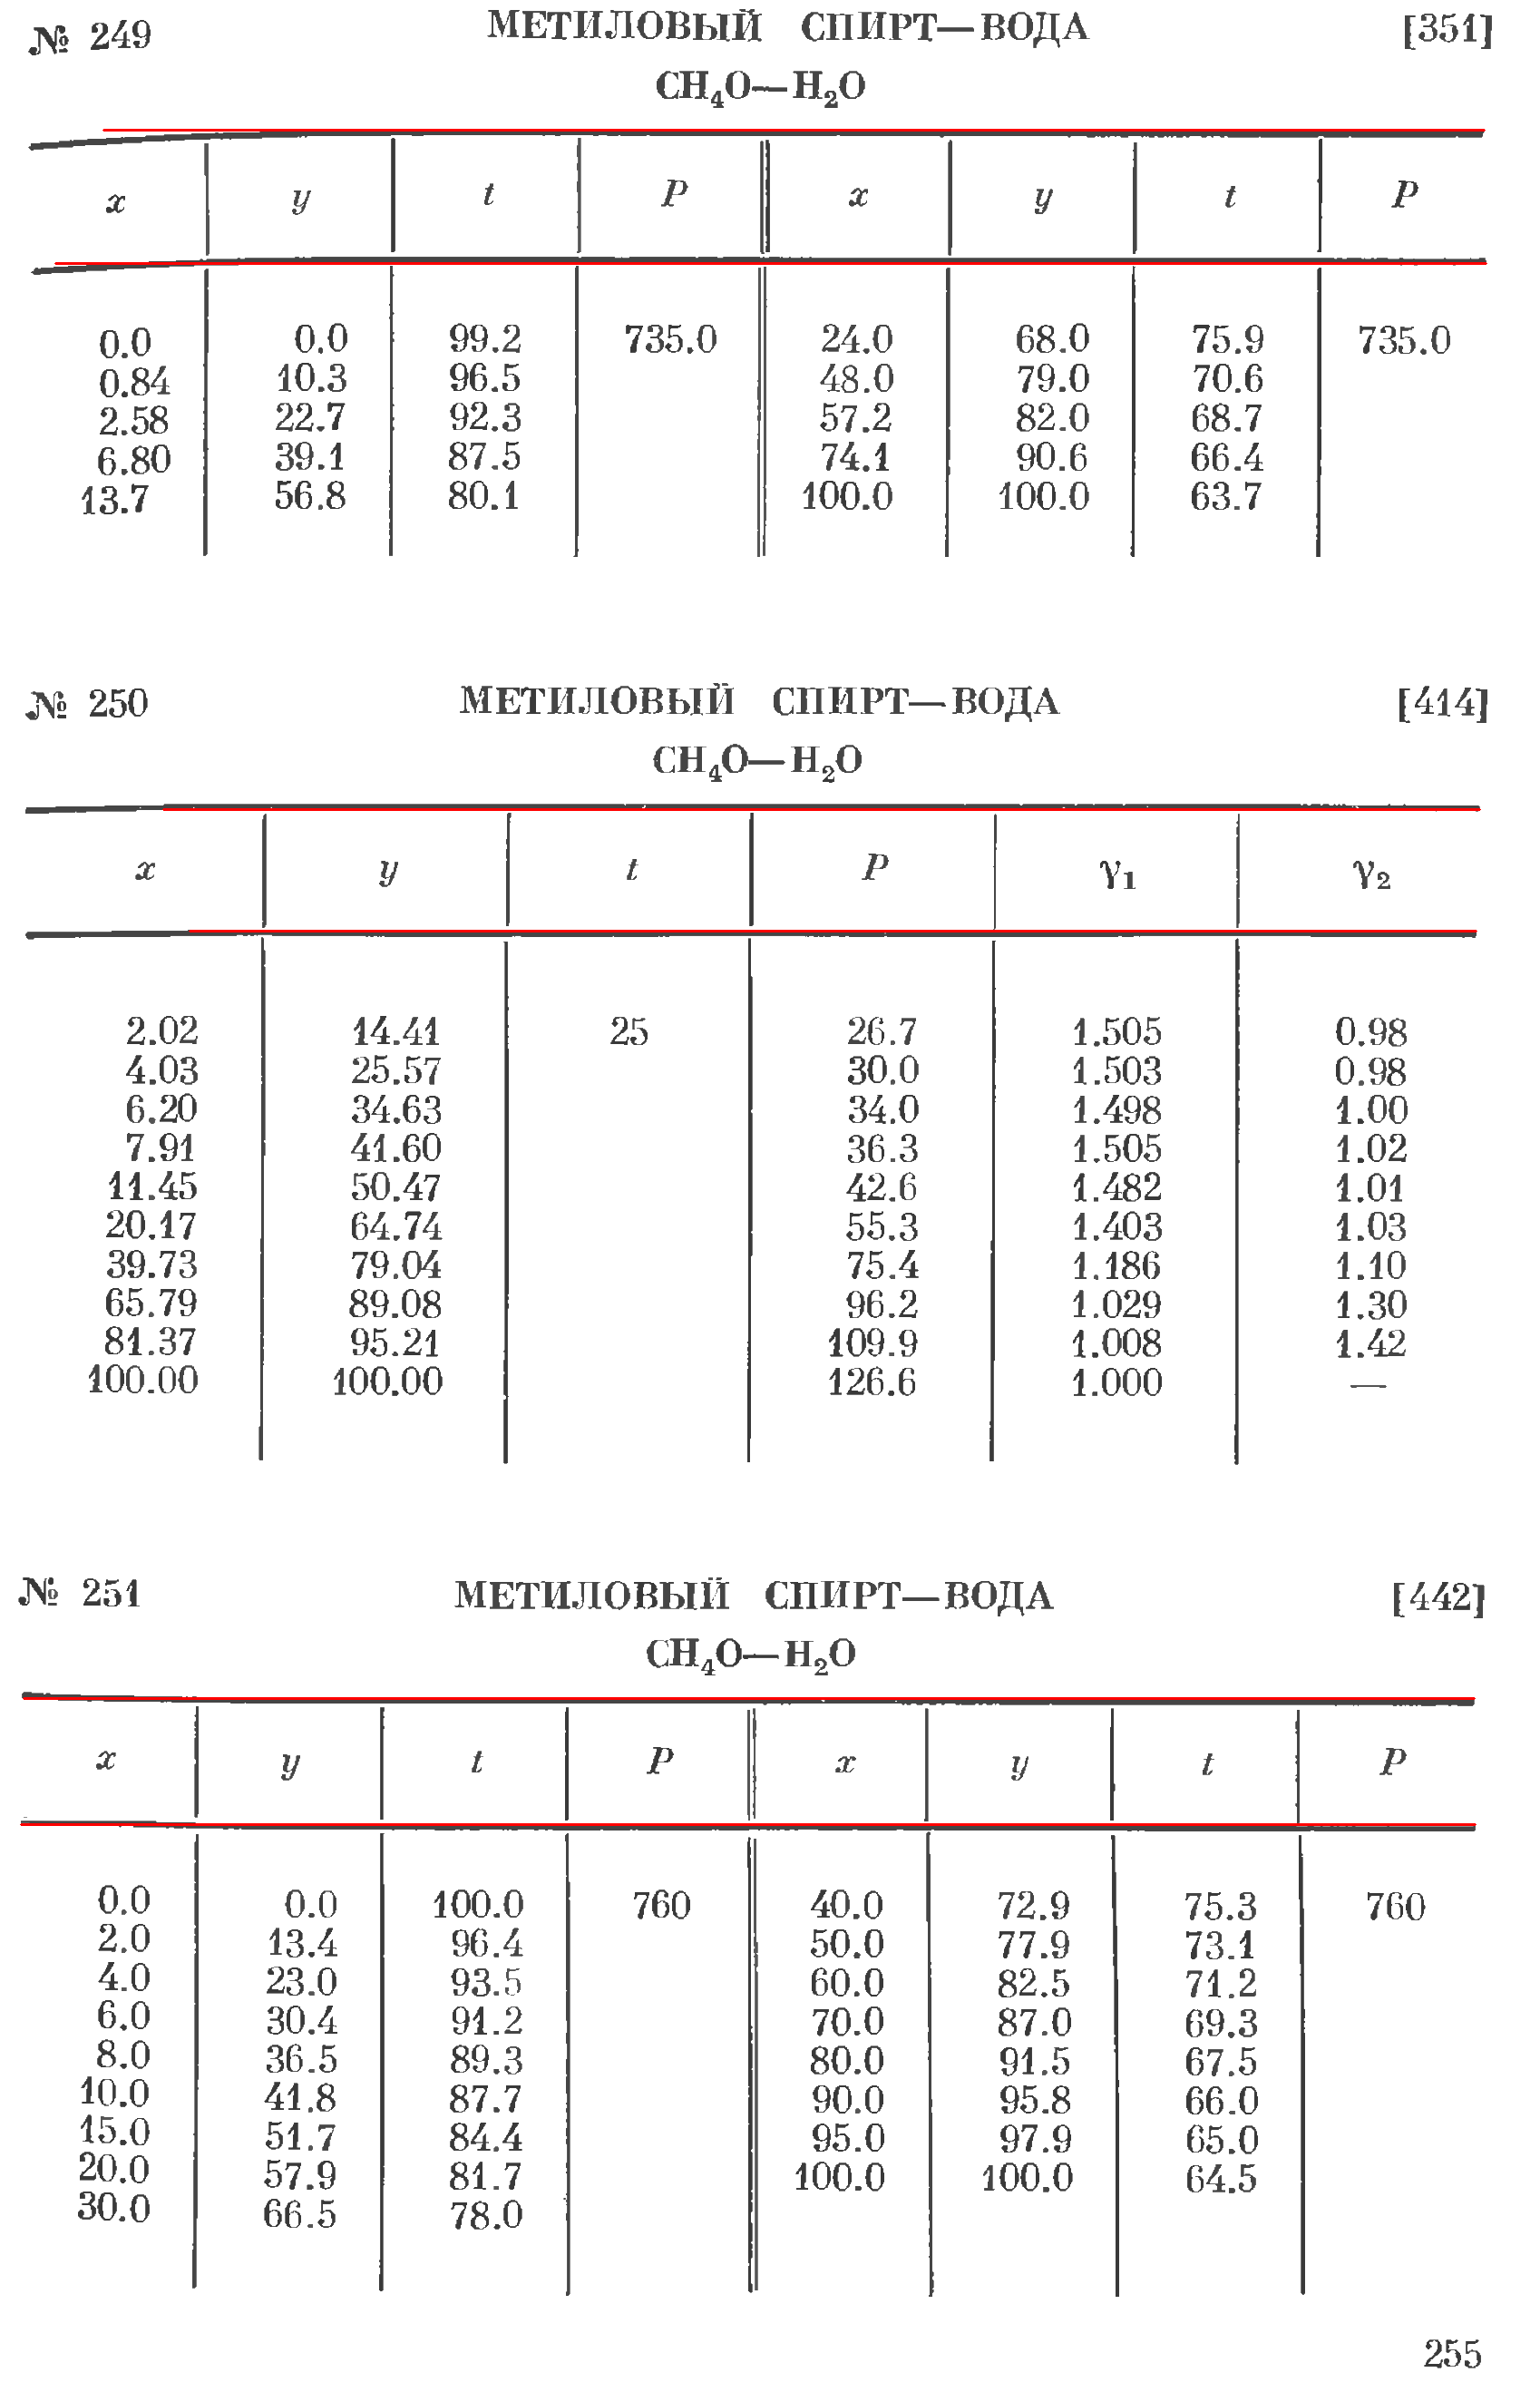 № 249 МЕТИЛОВЫЙ СПИРТ—ВОДА [351]
CH₄O—H₂O
x y t P x y t P
0.0 0.0 99.2 735.0 24.0 68.0 75.9 735.0
0.84 10.3 96.5 48.0 79.0 70.6
2.58 22.7 92.3 57.2 82.0 68.7
6.80 39.1 87.5 74.1 90.6 66.4
13.7 56.8 80.1 100.0 100.0 63.7
№ 250 МЕТИЛОВЫЙ СПИРТ—ВОДА [414]
CH₄O—H₂O
x y t P γ₁ γ₂
2.02 14.41 25 26.7 1.505 0.98
4.03 25.57 30.0 1.503 0.98
6.20 34.63 34.0 1.498 1.00
7.91 41.60 36.3 1.505 1.02
11.45 50.47 42.6 1.482 1.01
20.17 64.74 55.3 1.403 1.03
39.73 79.04 75.4 1.186 1.10
65.79 89.08 96.2 1.029 1.30
81.37 95.21 109.9 1.008 1.42
100.00 100.00 126.6 1.000 —
№ 251 МЕТИЛОВЫЙ СПИРТ—ВОДА [442]
CH₄O—H₂O
x y t P x y t P
0.0 0.0 100.0 760 40.0 72.9 75.3 760
2.0 13.4 96.4 50.0 77.9 73.1
4.0 23.0 93.5 60.0 82.5 71.2
6.0 30.4 91.2 70.0 87.0 69.3
8.0 36.5 89.3 80.0 91.5 67.5
10.0 41.8 87.7 90.0 95.8 66.0
15.0 51.7 84.4 95.0 97.9 65.0
20.0 57.9 81.7 100.0 100.0 64.5
30.0 66.5 78.0
255